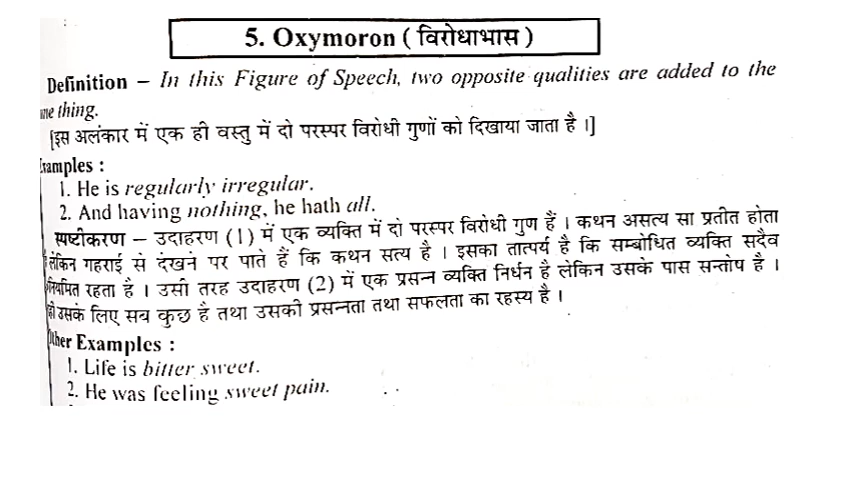 5. Oxymoron ( विरोधाभास )
Definition – In this Figure of Speech, two opposite qualities are added to the
me thing.
[इस अलंकार में एक ही वस्तु में दो परस्पर विरोधी गुणों को दिखाया जाता है ।]
xamples :
1. He is regularly irregular.
2. And having nothing, he hath all.
स्पष्टीकरण – उदाहरण (1) में एक व्यक्ति में दो परस्पर विरोधी गुण हैं । कथन असत्य सा प्रतीत होता
है लेकिन गहराई से देखने पर पाते हैं कि कथन सत्य है । इसका तात्पर्य है कि सम्बोधित व्यक्ति सदैव
नियमित रहता है । उसी तरह उदाहरण (2) में एक प्रसन्न व्यक्ति निर्धन है लेकिन उसके पास सन्तोष है ।
ही उसके लिए सब कुछ है तथा उसकी प्रसन्नता तथा सफलता का रहस्य है ।
Other Examples :
1. Life is bitter sweet.
2. He was feeling sweet pain.